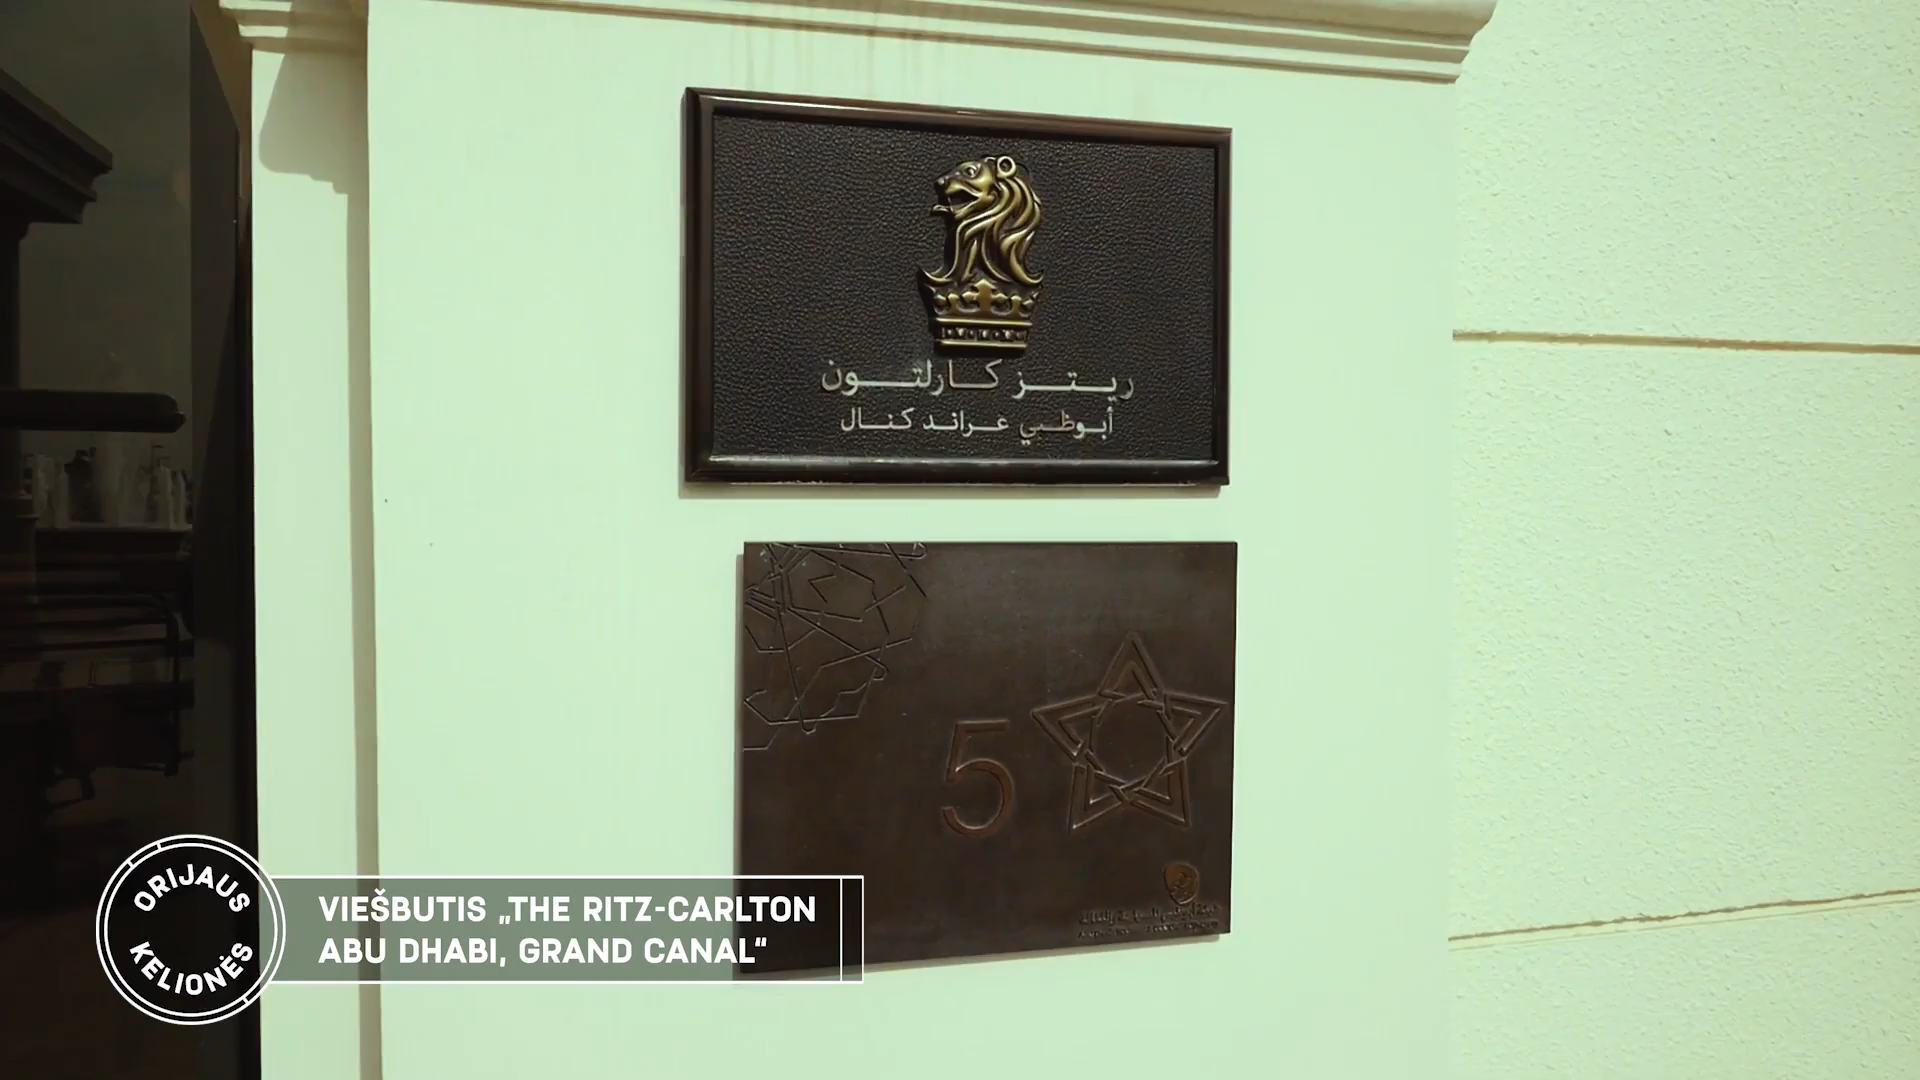 ريتز كارلتون
أبوظبي غراند كنال
5
ORIJAUS
KELIONĖS
VIEŠBUTIS „THE RITZ-CARLTON
ABU DHABI, GRAND CANAL“